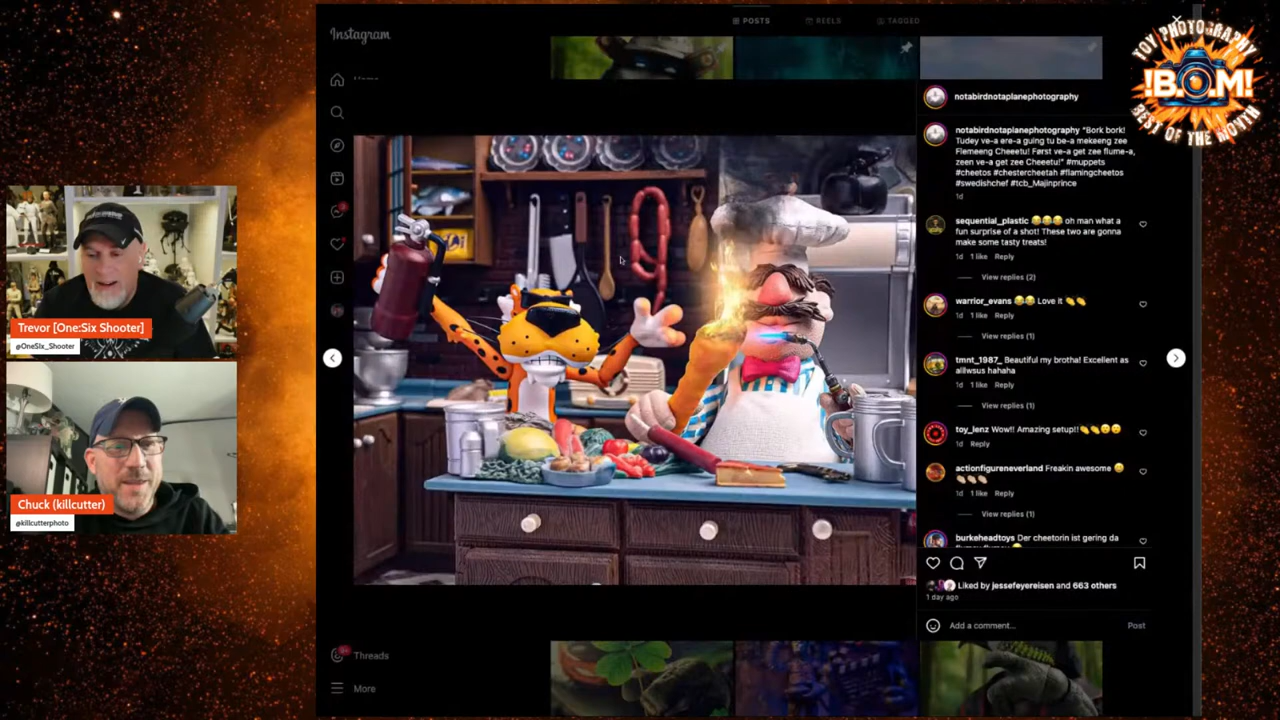 Instagram
POSTS
REELS
TAGGED
TOY PHOTOGRAPHY
!B.O.M!
BEST OF THE MONTH
notabirdnotaplanephotography
notabirdnotaplanephotography "Bork bork!
Tudey ve-a ere-a guing tu be-a mekeeng zee
Flemeeng Cheeetu! Først ve-a get zee flume-a,
zeen ve-a get zee Cheeetu!" #muppets
#cheetos #chestercheetah #flamingcheetos
#swedishchef #tcb_Majinprince
1d
sequential_plastic 😂😂😂 oh man what a
fun surprise of a shot! These two are gonna
make some tasty treats!
1d 1 like Reply
View replies (2)
warrior_evans 😂😂 Love it 👏👏
1d 1 like Reply
View replies (1)
tmnt_1987_ Beautiful my brotha! Excellent as
alllwsus hahaha
1d 1 like Reply
View replies (1)
toy_lenz Wow!! Amazing setup!! 👏👏😮😮
1d Reply
actionfigureneverland Freakin awesome
1d 1 like Reply
View replies (1)
burkeheadtoys Der cheetorin ist gering da
Liked by jessefeyereisen and 663 others
1 day ago
Add a comment...
Post
Threads
More
Trevor [One:Six Shooter]
@OneSix_Shooter
Chuck (killcutter)
@killcutterphoto